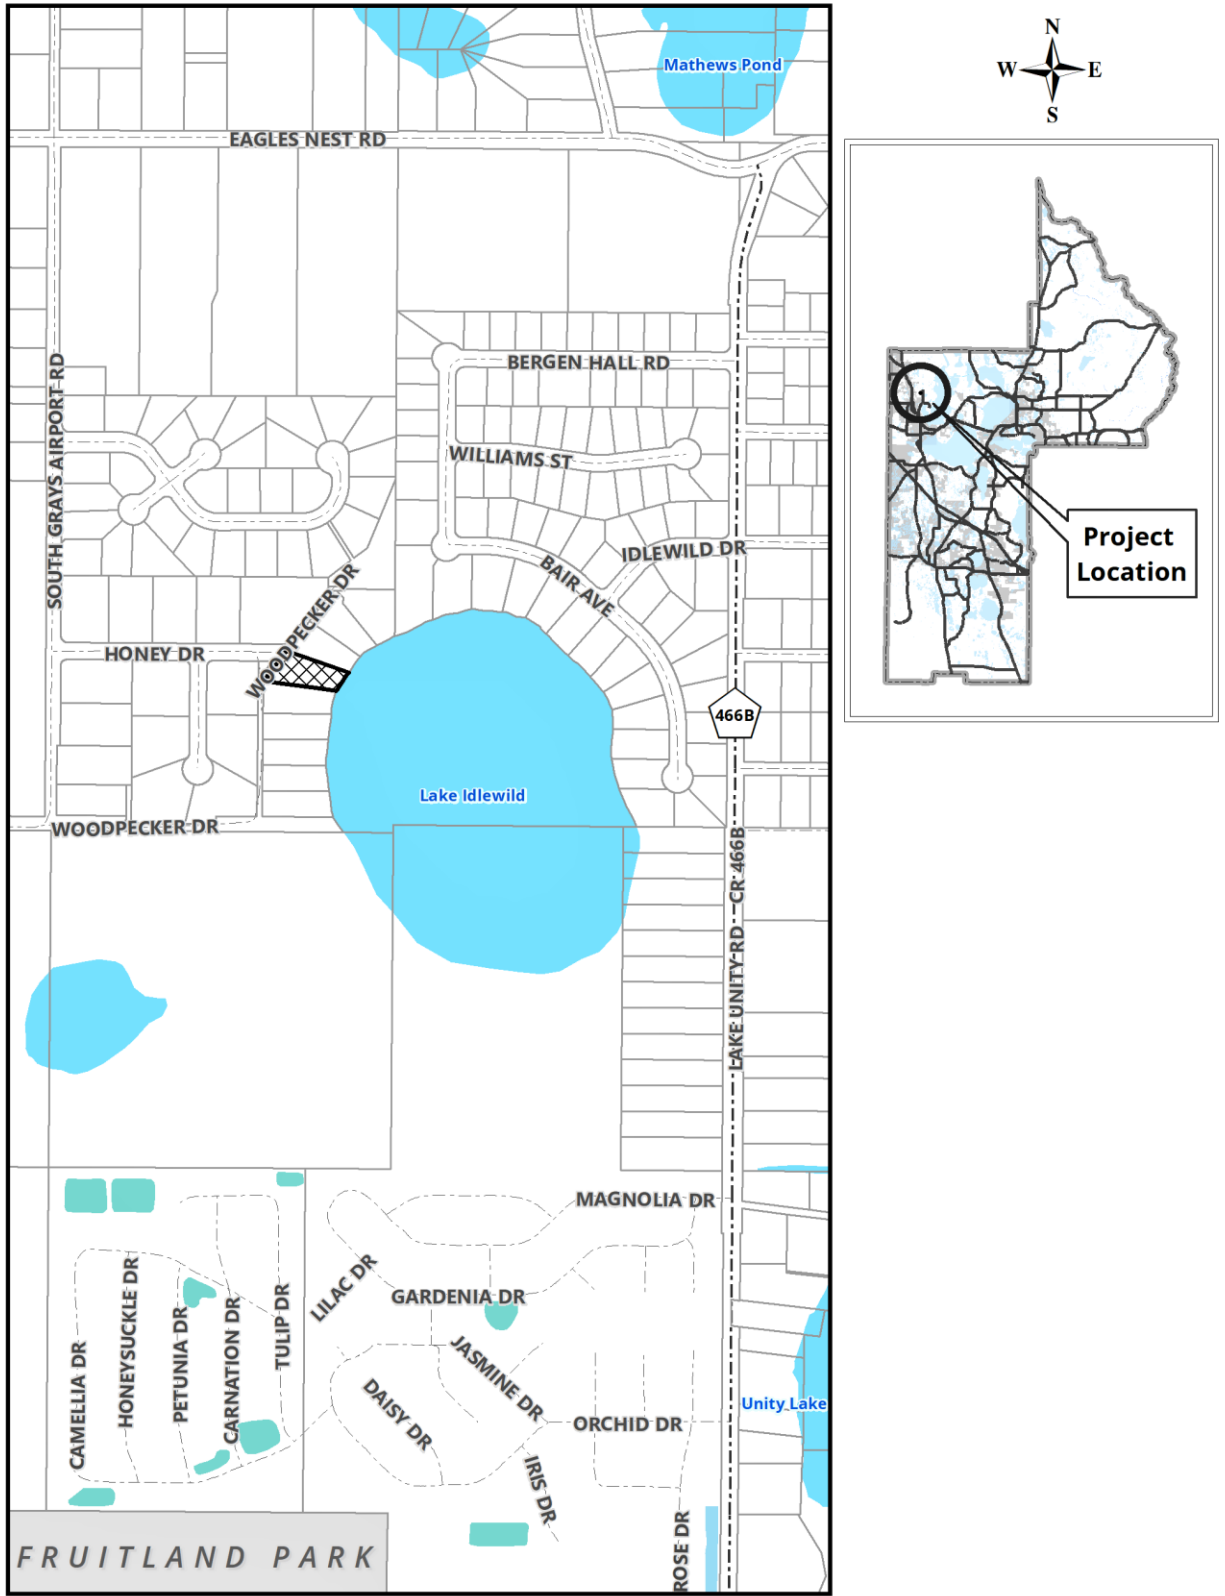 N
Mathews Pond
W E
S
EAGLES NEST RD
SOUTH GRAYS AIRPORT RD
BERGEN HALL RD
WILLIAMS ST
IDLEWILD DR
BAIR AVE
Project
Location
WOODPECKER DR
HONEY DR
466B
Lake Idlewild
WOODPECKER DR
LAKE UNITY RD CR 466B
MAGNOLIA DR
LILAC DR
GARDENIA DR
CAMELLIA DR
HONEYSUCKLE DR
PETUNIA DR
CARNATION DR
TULIP DR
JASMINE DR
DAISY DR
Unity Lake
ORCHID DR
IRIS DR
ROSE DR
FRUITLAND PARK